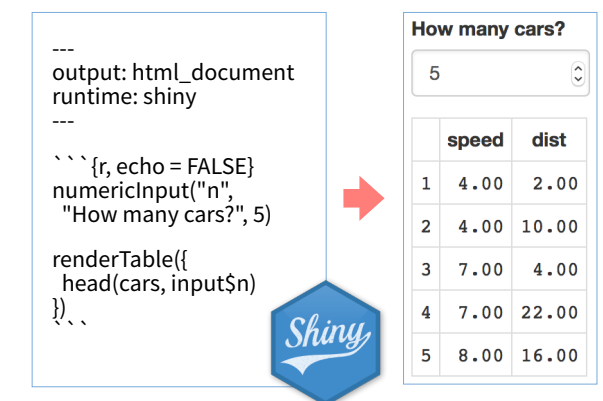 ---
output: html_document
runtime: shiny
---
```{r, echo = FALSE}
numericInput("n",
"How many cars?", 5)
renderTable({
head(cars, input$n)
})
```
Shiny
How many cars?
5
speed dist
1 4.00 2.00
2 4.00 10.00
3 7.00 4.00
4 7.00 22.00
5 8.00 16.00